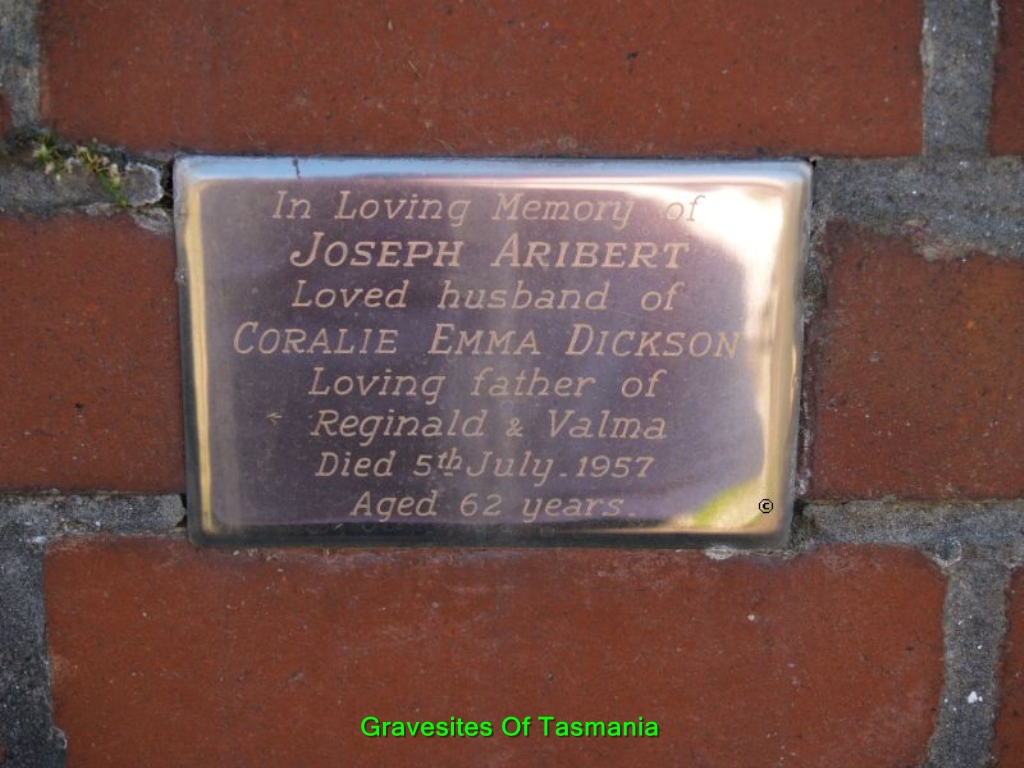 In Loving Memory of
JOSEPH ARIBERT
Loved husband of
CORALIE EMMA DICKSON
Loving father of
Reginald & Valma
Died 5th July. 1957
Aged 62 years.
©
Gravesites Of Tasmania